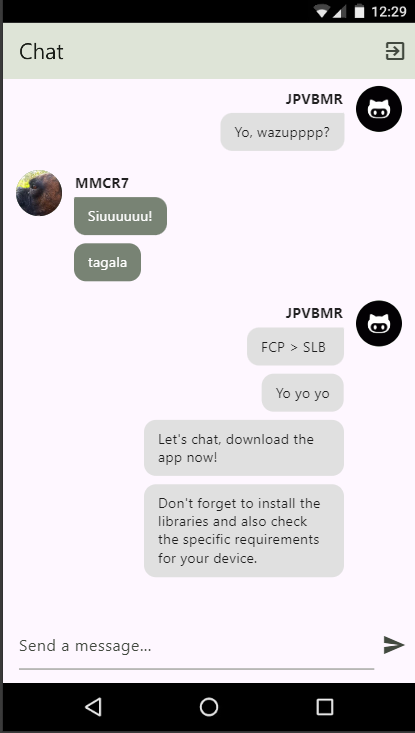 12:29
Chat
JPVBMR
Yo, wazupppp?
MMCR7
Siuuuuuu!
tagala
JPVBMR
FCP > SLB
Yo yo yo
Let's chat, download the
app now!
Don't forget to install the
libraries and also check
the specific requirements
for your device.
Send a message...